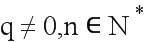 q ≠ 0,n ∈ N*